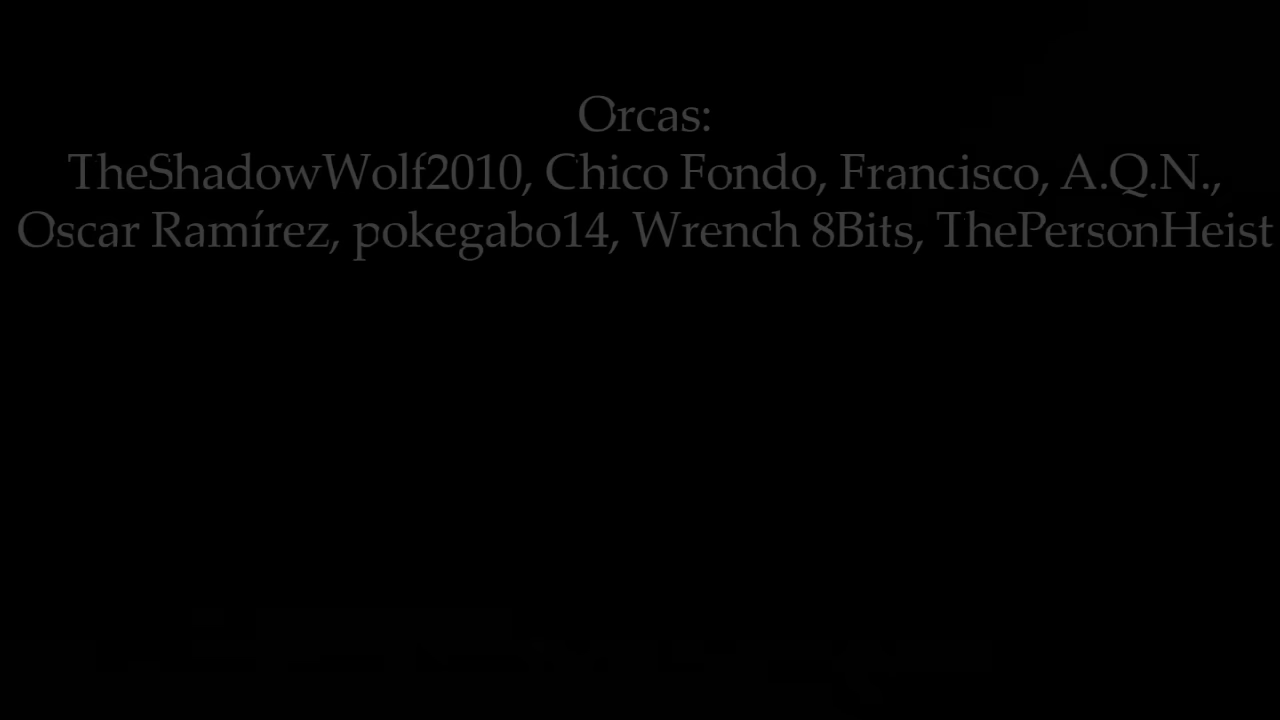 Orcas:
TheShadowWolf2010, Chico Fondo, Francisco, A.Q.N.,
Oscar Ramírez, pokegabo14, Wrench 8Bits, ThePersonHeist